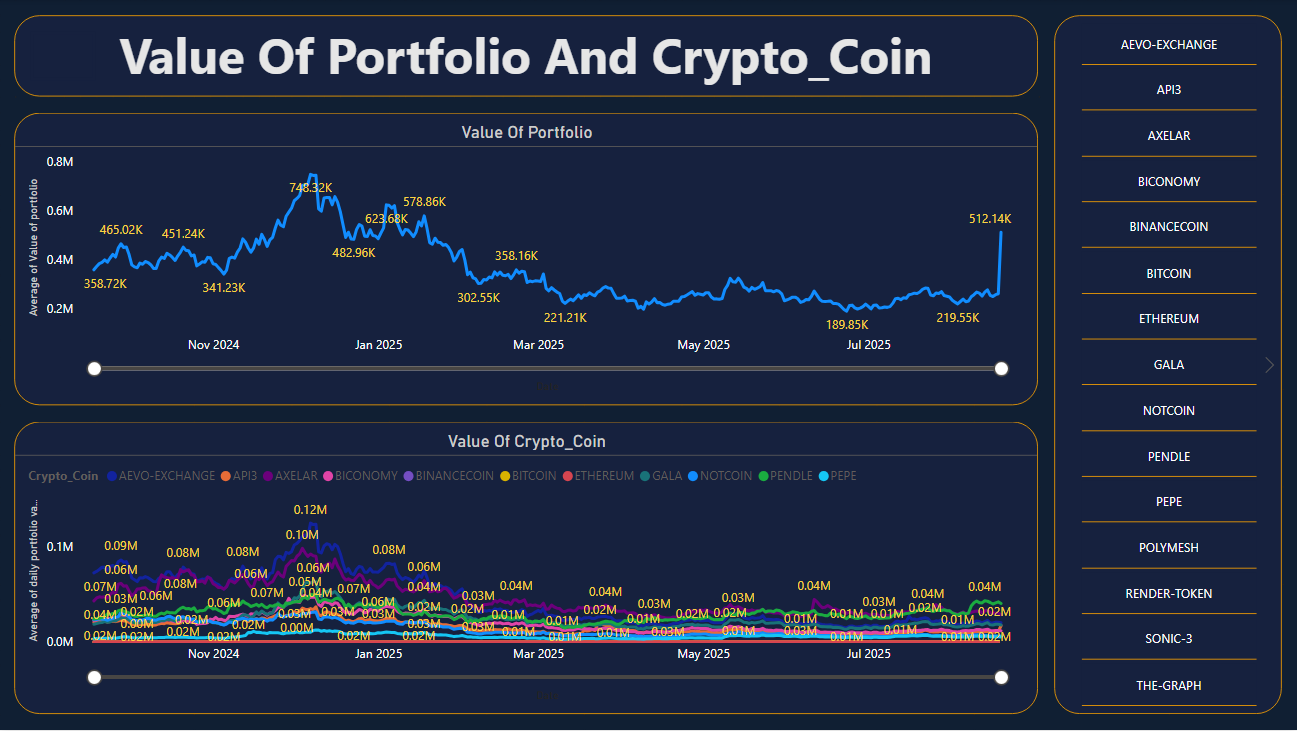 Value Of Portfolio And Crypto_Coin
Value Of Portfolio
Average of Value of portfolio
0.8M
0.6M
0.4M
0.2M
358.72K
465.02K
451.24K
341.23K
748.32K
482.96K
623.68K
578.86K
302.55K
358.16K
221.21K
189.85K
219.55K
512.14K
Nov 2024
Jan 2025
Mar 2025
May 2025
Jul 2025
Value Of Crypto_Coin
Crypto_Coin AEVO-EXCHANGE API3 AXELAR BICONOMY BINANCECOIN BITCOIN ETHEREUM GALA NOTCOIN PENDLE PEPE
Average of daily portfolio va...
0.1M
0.0M
0.12M
0.10M
0.09M 0.08M 0.08M 0.08M
0.06M 0.06M 0.06M 0.06M
0.07M 0.08M 0.05M 0.04M 0.04M 0.04M 0.04M 0.04M
0.03M 0.06M 0.07M 0.04M 0.07M 0.03M 0.04M
0.06M 0.06M 0.02M 0.02M 0.02M 0.03M 0.03M 0.03M 0.02M 0.02M
0.04M 0.02M 0.03M 0.03M 0.03M 0.01M 0.02M 0.02M 0.01M 0.01M
0.00M 0.02M 0.02M 0.00M 0.03M 0.03M 0.01M 0.01M 0.01M
0.02M 0.02M 0.02M 0.02M 0.02M 0.02M 0.01M 0.01M 0.01M 0.03M 0.01M 0.03M 0.01M 0.01M 0.01M 0.02M
Nov 2024
Jan 2025
Mar 2025
May 2025
Jul 2025
AEVO-EXCHANGE
API3
AXELAR
BICONOMY
BINANCECOIN
BITCOIN
ETHEREUM
GALA
NOTCOIN
PENDLE
PEPE
POLYMESH
RENDER-TOKEN
SONIC-3
THE-GRAPH